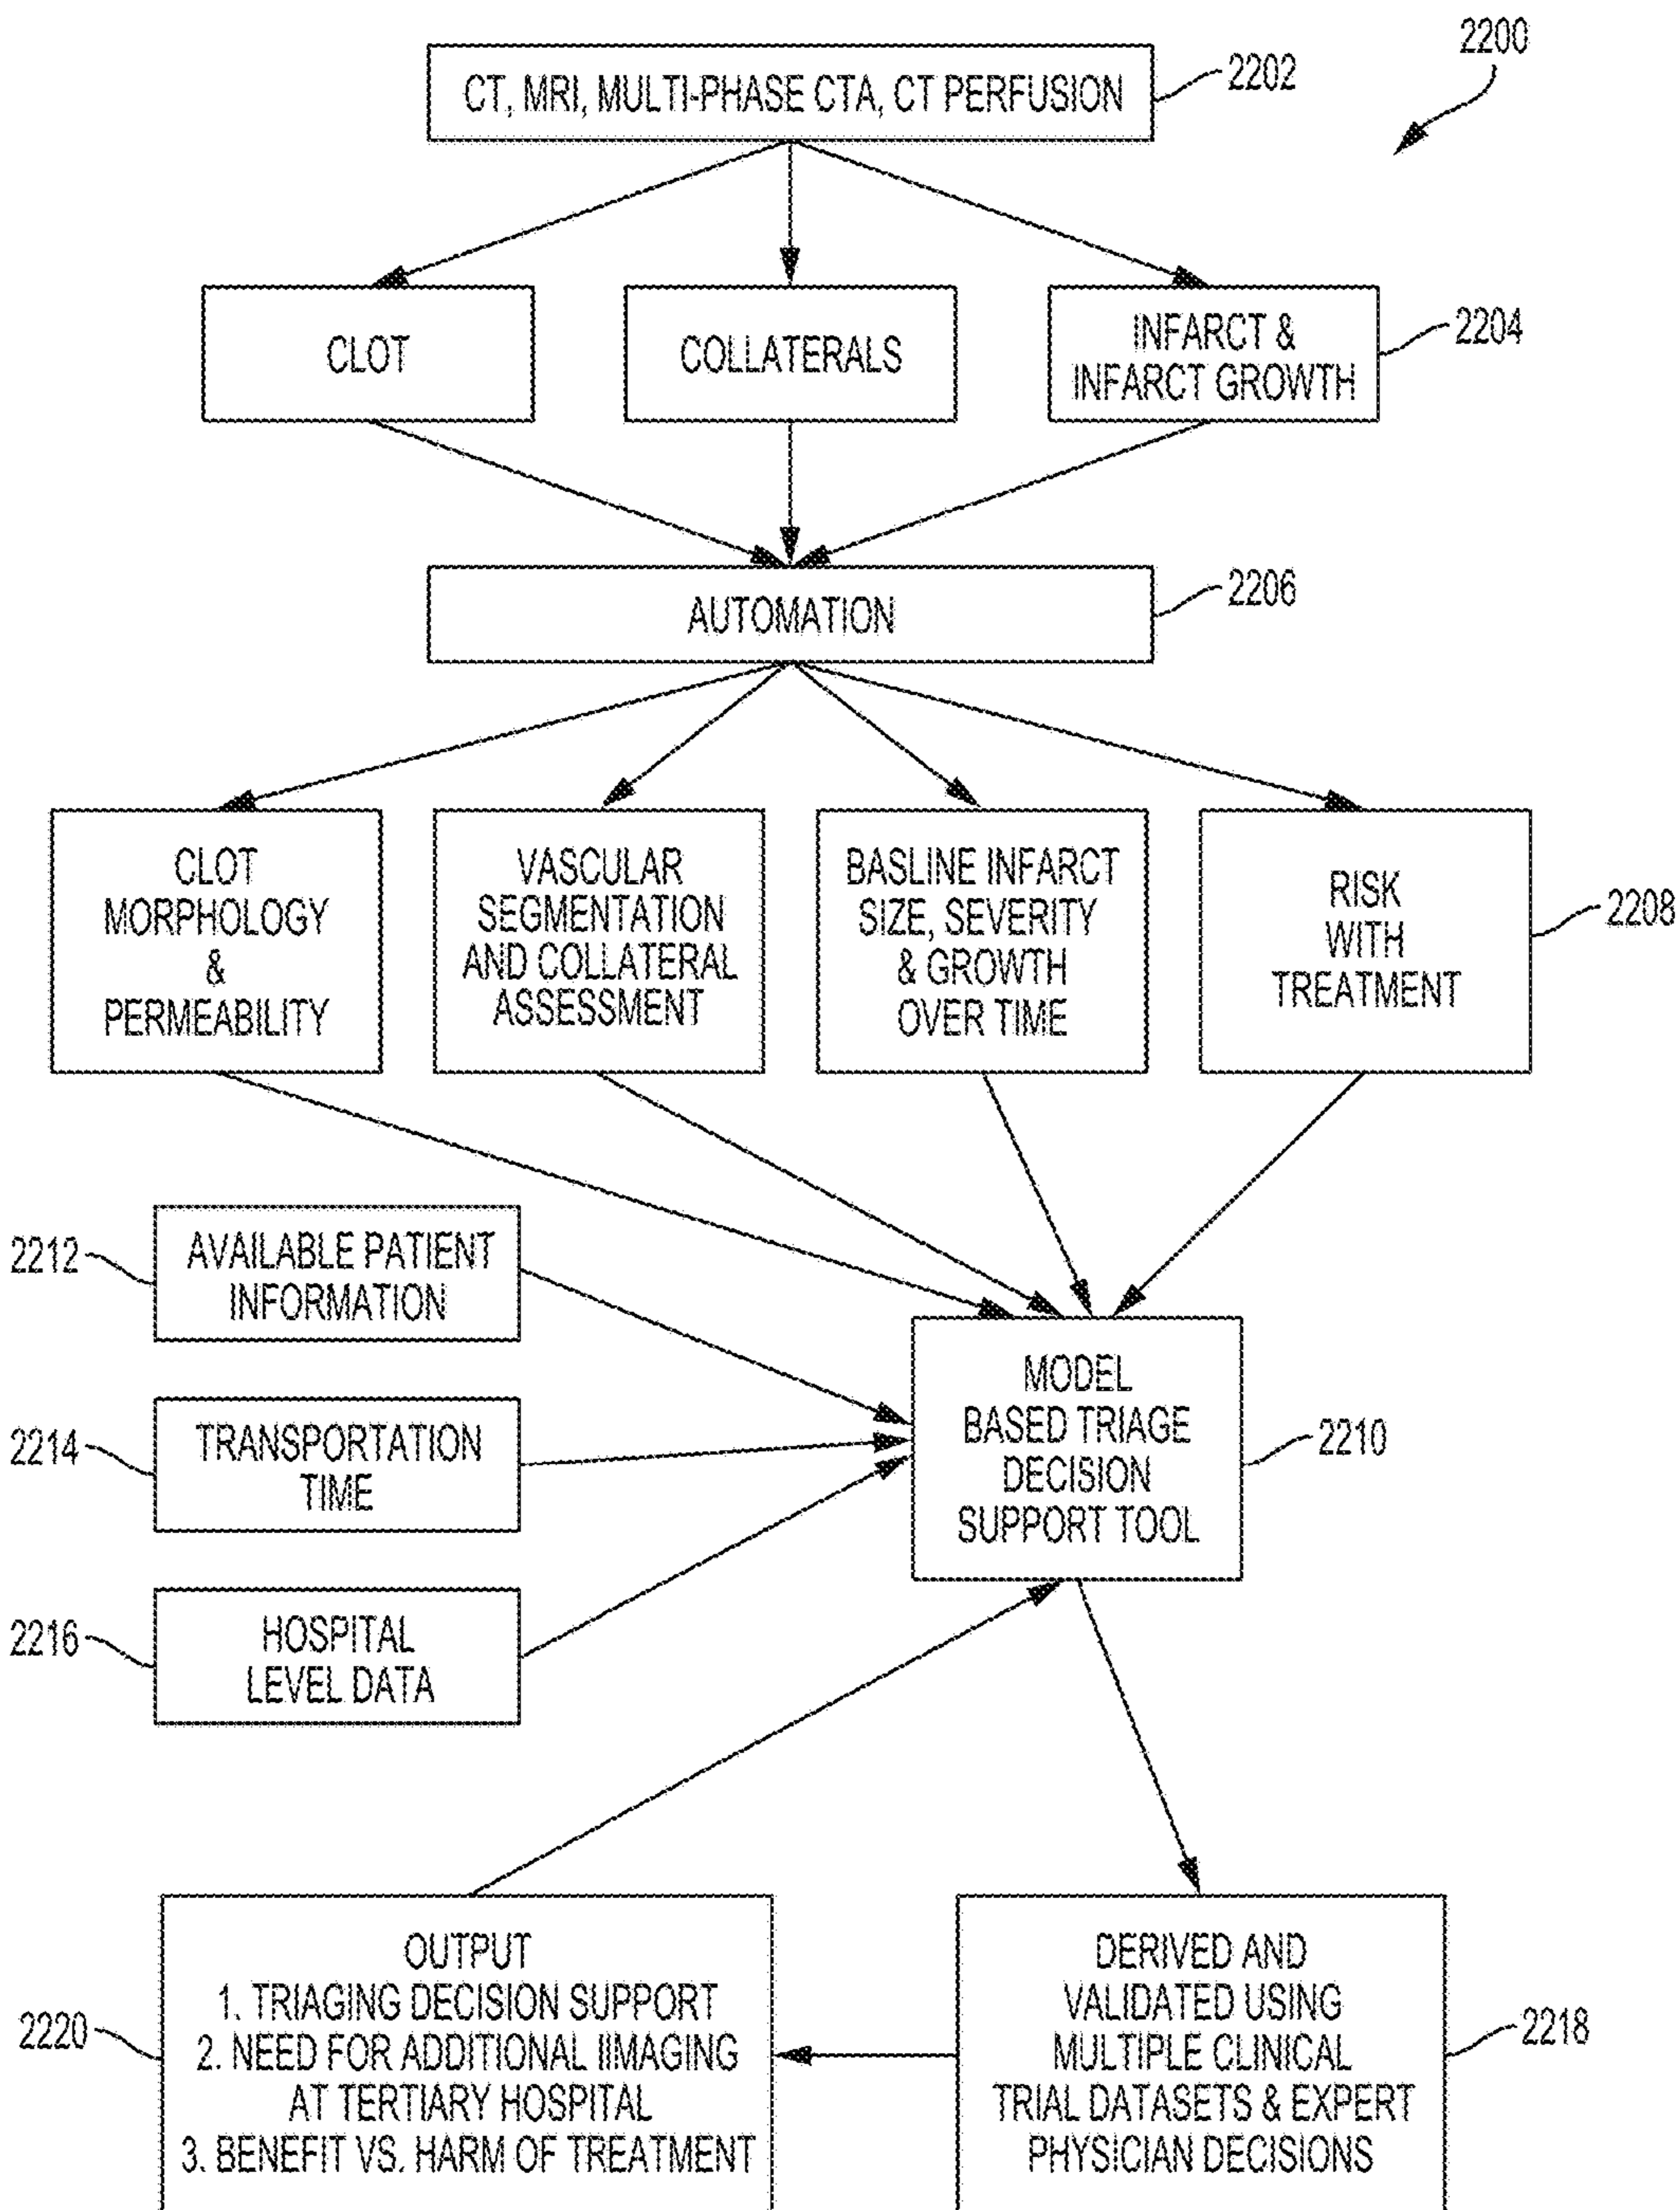 2200
CT, MRI, MULTI-PHASE CTA, CT PERFUSION
2202
CLOT
COLLATERALS
INFARCT &
INFARCT GROWTH
2204
AUTOMATION
2206
CLOT
MORPHOLOGY
&
PERMEABILITY
VASCULAR
SEGMENTATION
AND COLLATERAL
ASSESSMENT
BASLINE INFARCT
SIZE, SEVERITY
& GROWTH
OVER TIME
RISK
WITH
TREATMENT
2208
2212
AVAILABLE PATIENT
INFORMATION
2214
TRANSPORTATION
TIME
2216
HOSPITAL
LEVEL DATA
MODEL
BASED TRIAGE
DECISION
SUPPORT TOOL
2210
2220
OUTPUT
1. TRIAGING DECISION SUPPORT
2. NEED FOR ADDITIONAL IIMAGING
AT TERTIARY HOSPITAL
3. BENEFIT VS. HARM OF TREATMENT
DERIVED AND
VALIDATED USING
MULTIPLE CLINICAL
TRIAL DATASETS & EXPERT
PHYSICIAN DECISIONS
2218